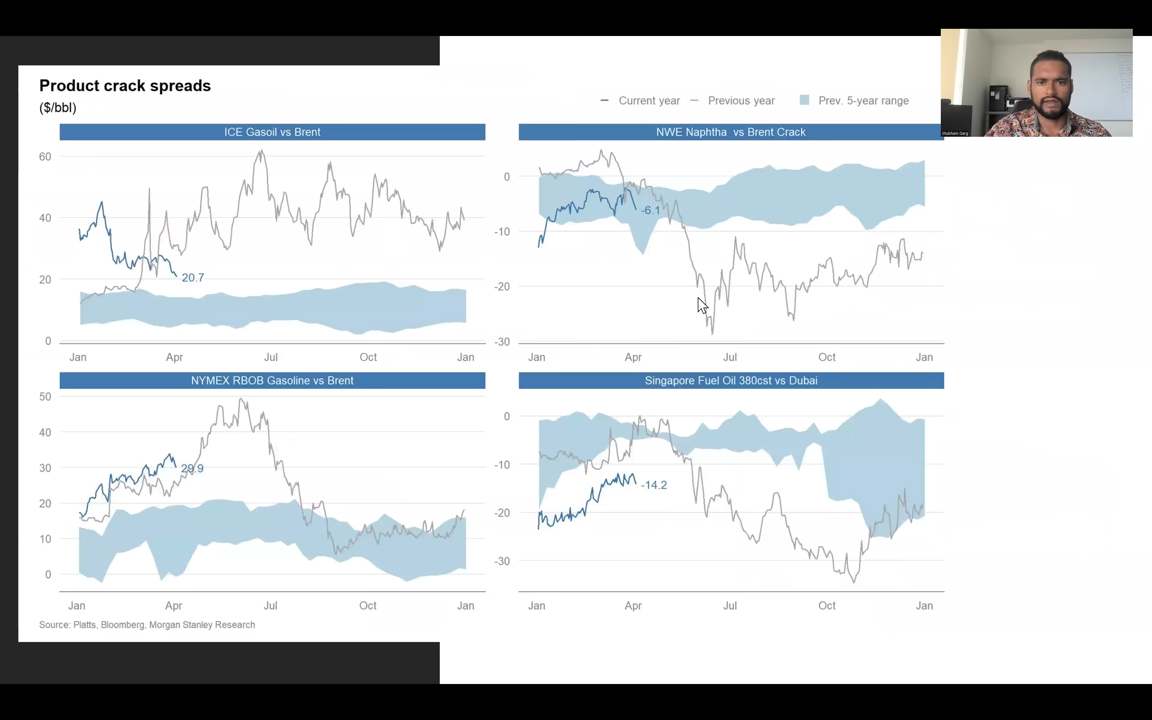 Product crack spreads
($/bbl)
Current year
Previous year
Prev. 5-year range
ICE Gasoil vs Brent
60
40
20
0
20.7
Jan Apr Jul Oct Jan
NWE Naphtha vs Brent Crack
0
-10
-20
-30
-6.1
Jan Apr Jul Oct Jan
NYMEX RBOB Gasoline vs Brent
50
40
30
20
10
0
29.9
Jan Apr Jul Oct Jan
Singapore Fuel Oil 380cst vs Dubai
0
-10
-20
-30
-14.2
Jan Apr Jul Oct Jan
Source: Platts, Bloomberg, Morgan Stanley Research
Shubham Garg